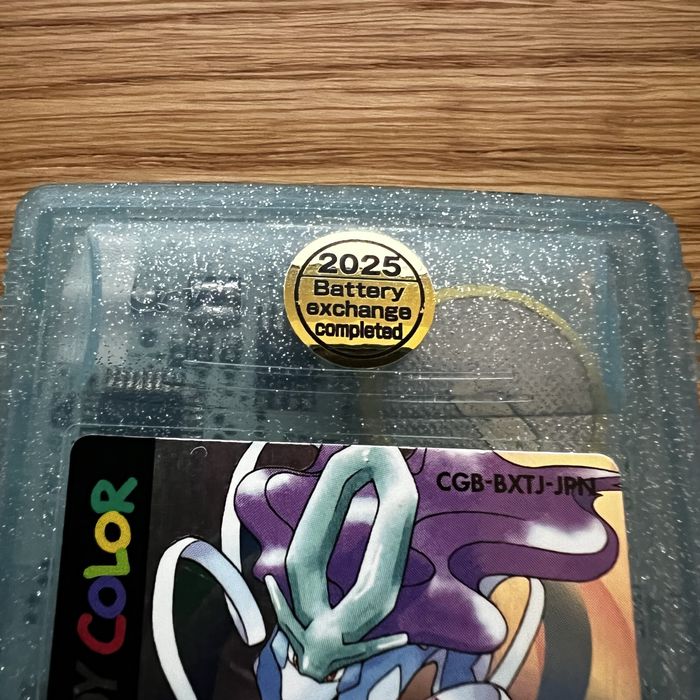 2025
Battery
exchange
completed
CGB-BXTJ-JPN
COLOR